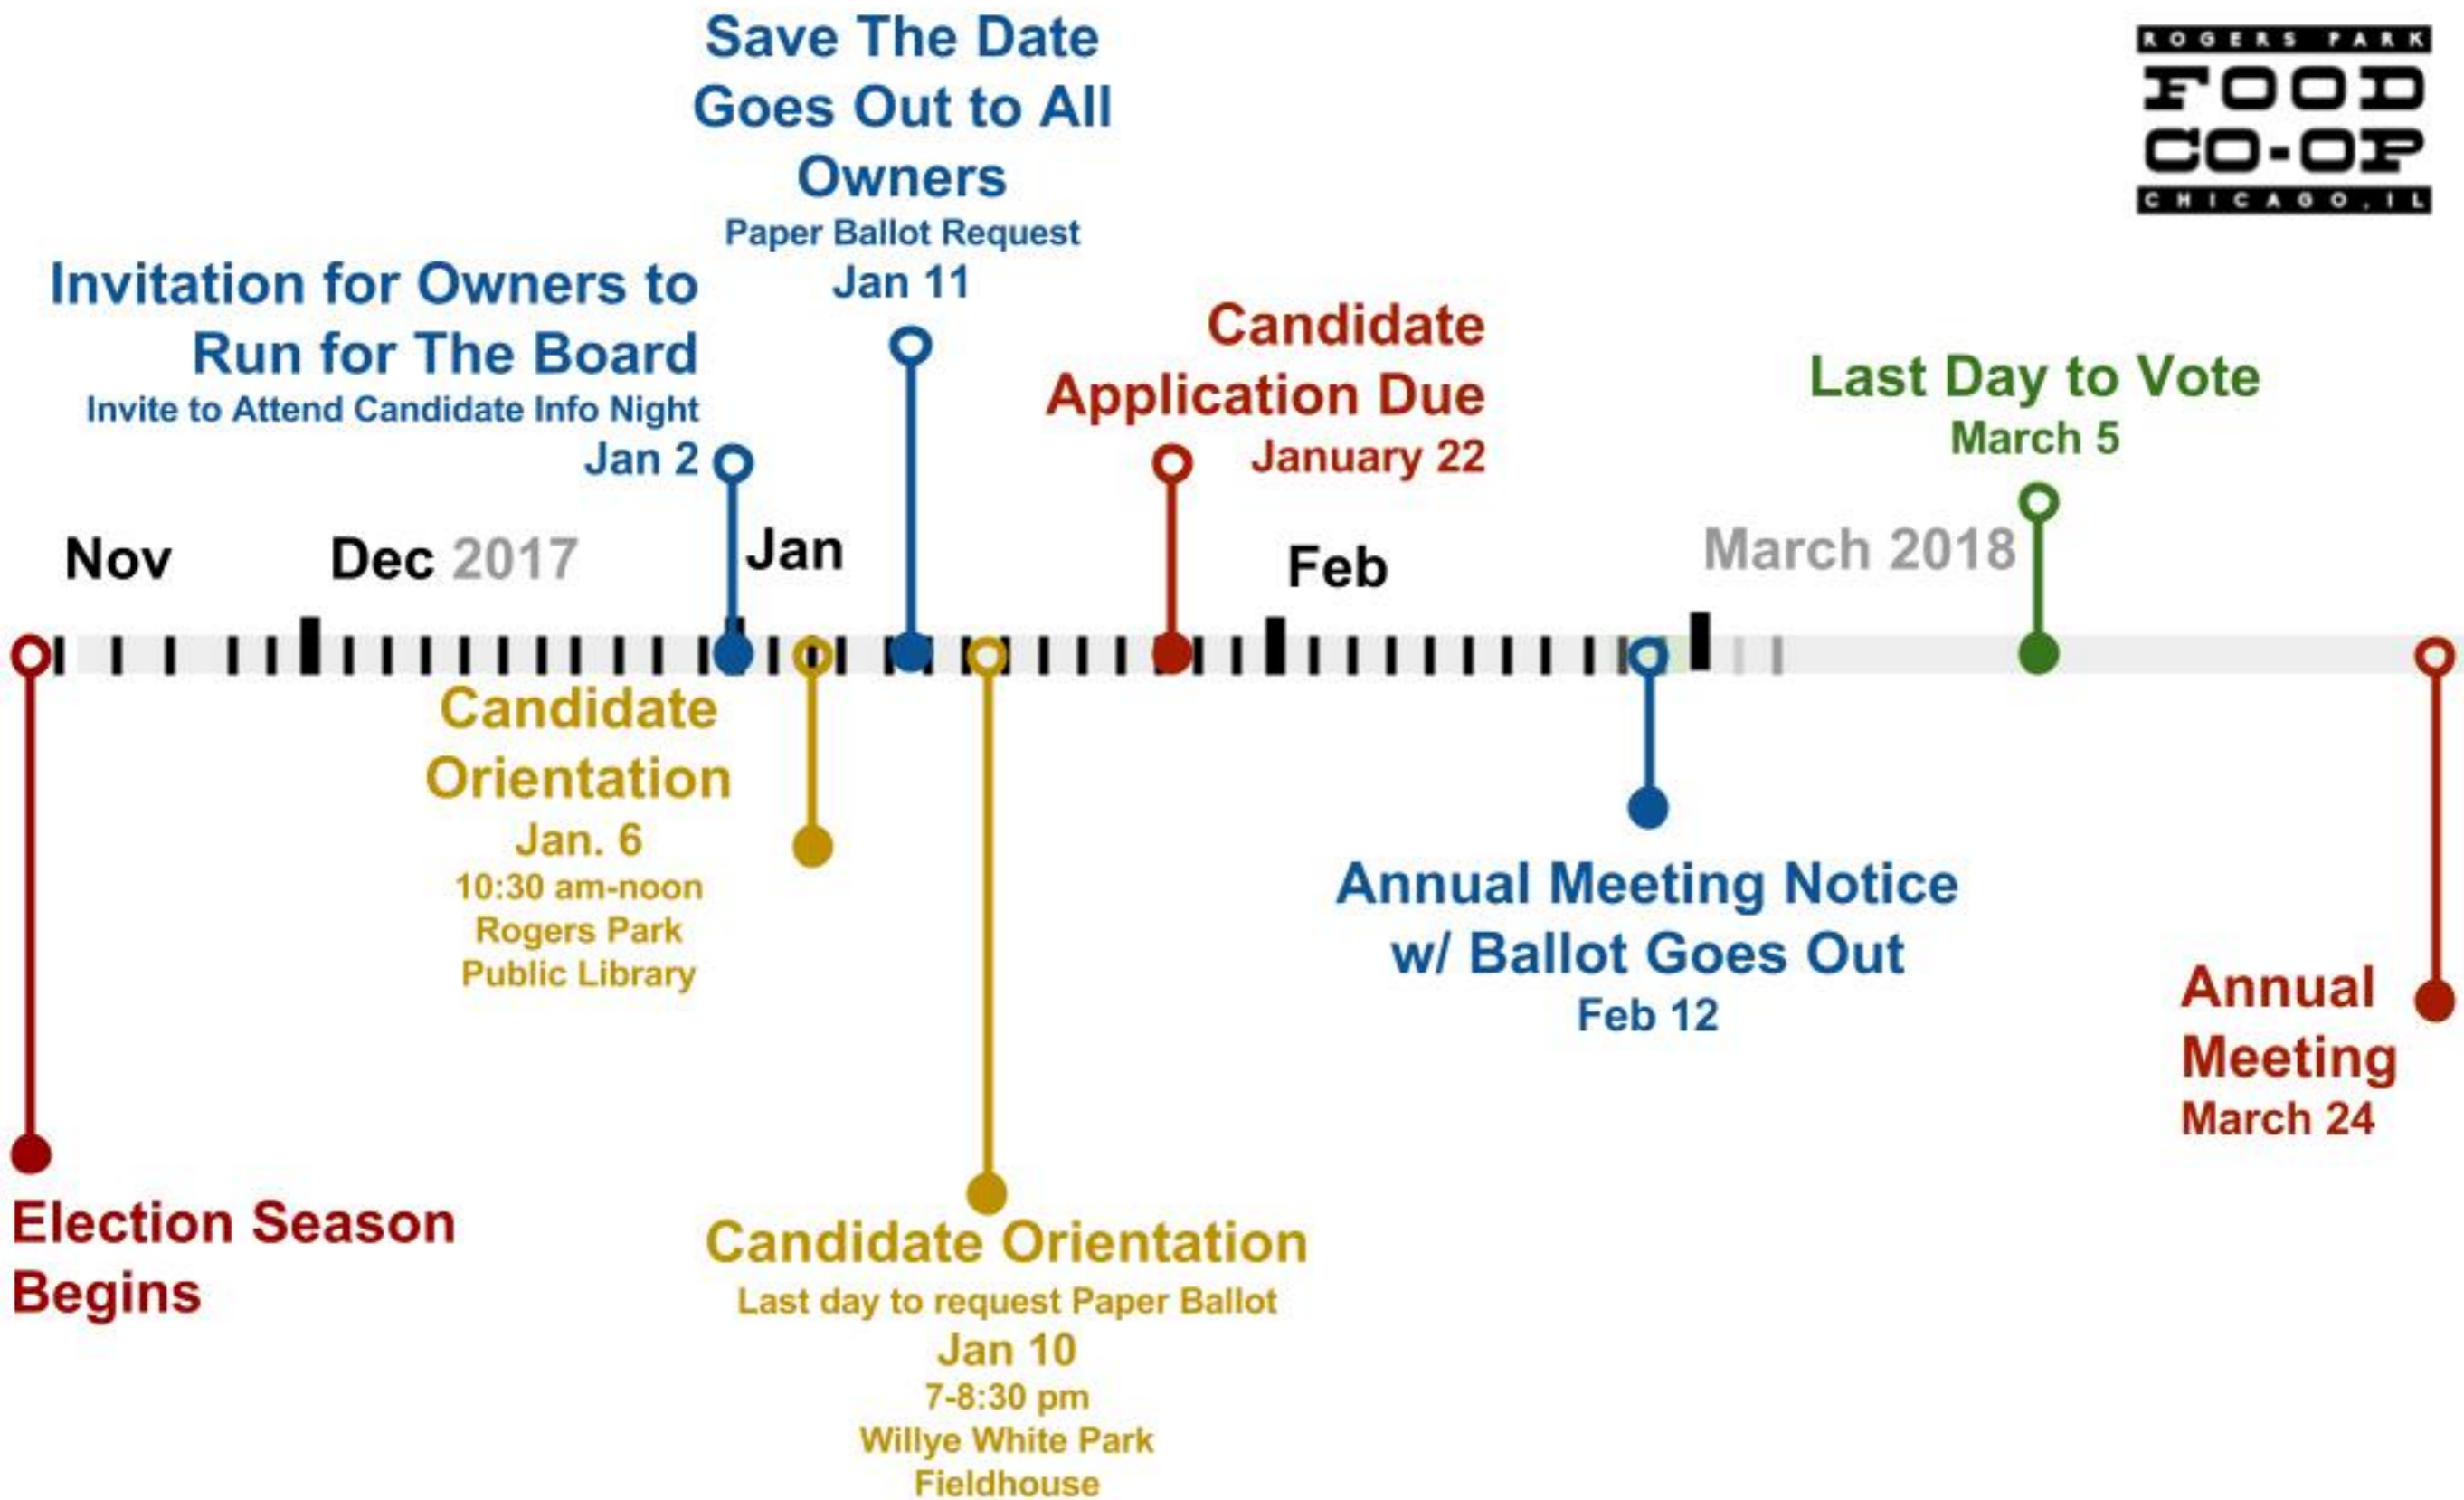 Save The Date
Goes Out to All
Owners
Paper Ballot Request
Jan 11
ROGERS PARK
FOOD
CO-OP
CHICAGO, IL
Invitation for Owners to
Run for The Board
Invite to Attend Candidate Info Night
Jan 2
Candidate
Application Due
January 22
Last Day to Vote
March 5
Nov
Dec 2017
Jan
Feb
March 2018
Candidate
Orientation
Jan. 6
10:30 am-noon
Rogers Park
Public Library
Annual Meeting Notice
w/ Ballot Goes Out
Feb 12
Annual
Meeting
March 24
Election Season
Begins
Candidate Orientation
Last day to request Paper Ballot
Jan 10
7-8:30 pm
Willye White Park
Fieldhouse